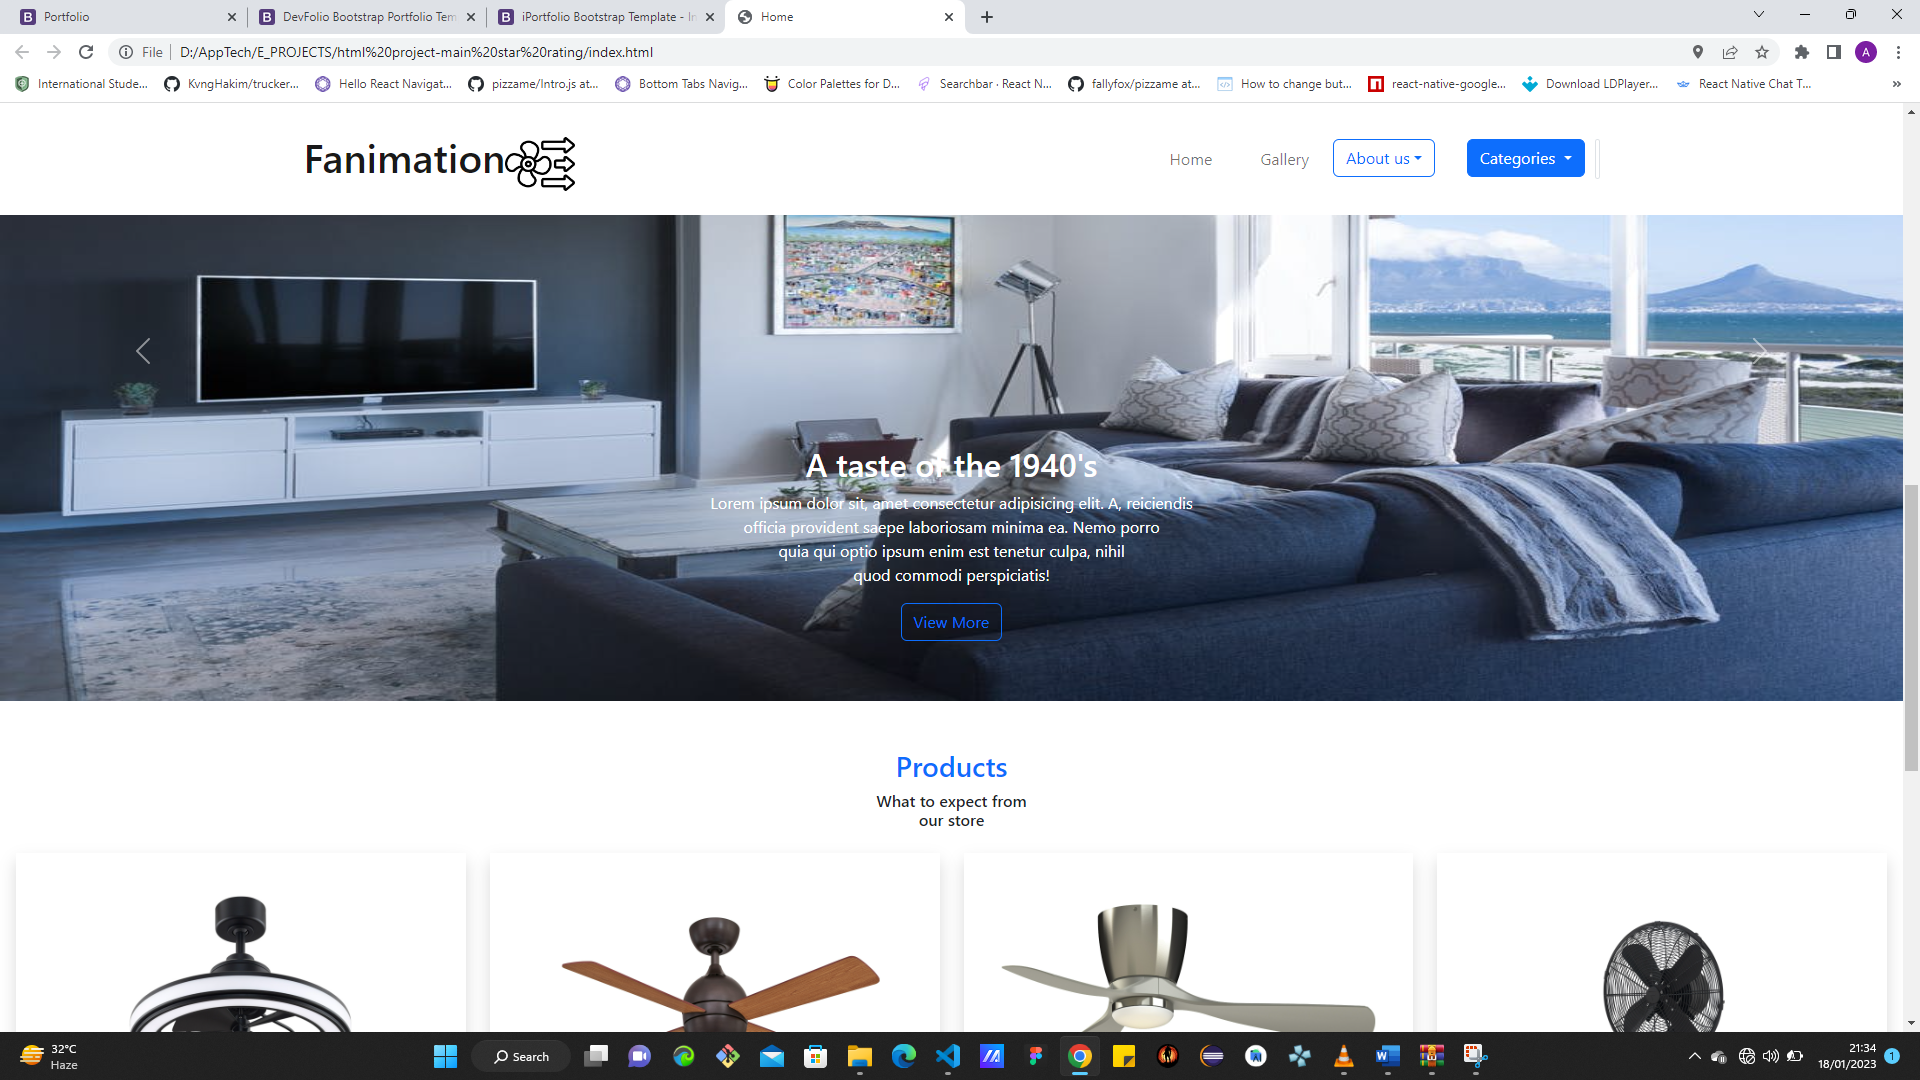 Portfolio
DevFolio Bootstrap Portfolio Tem
iPortfolio Bootstrap Template - In
Home
File
D:/AppTech/E_PROJECTS/html%20project-main%20star%20rating/index.html
A
International Stude...
KvngHakim/trucker...
Hello React Navigat...
pizzame/Intro.js at...
Bottom Tabs Navig...
Color Palettes for D...
Searchbar · React N...
fallyfox/pizzame at...
How to change but...
react-native-google...
Download LDPlayer...
React Native Chat T...
»
Fanimation
Home
Gallery
About us
Categories
A taste of the 1940's
Lorem ipsum dolor sit, amet consectetur adipisicing elit. A, reiciendis
officia provident saepe laboriosam minima ea. Nemo porro
quia qui optio ipsum enim est tenetur culpa, nihil
quod commodi perspiciatis!
View More
Products
What to expect from
our store
32°C
Haze
Search
21:34
18/01/2023
1